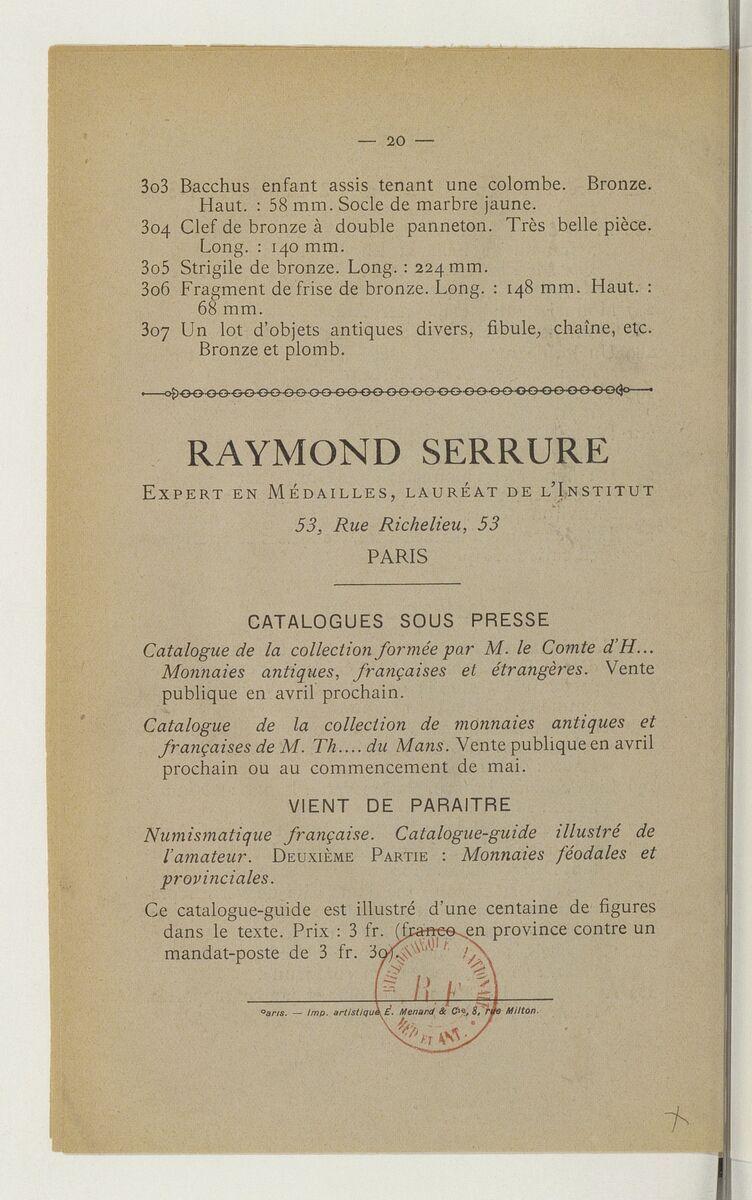 — 20 —
303 Bacchus enfant assis tenant une colombe. Bronze.
Haut. : 58 mm. Socle de marbre jaune.
304 Clef de bronze à double panneton. Très belle pièce.
Long. : 140 mm.
305 Strigile de bronze. Long. : 224 mm.
306 Fragment de frise de bronze. Long. : 148 mm. Haut. :
68 mm.
307 Un lot d'objets antiques divers, fibule, chaîne, etc.
Bronze et plomb.
RAYMOND SERRURE
EXPERT EN MÉDAILLES, LAURÉAT DE L'INSTITUT
53, Rue Richelieu, 53
PARIS
CATALOGUES SOUS PRESSE
Catalogue de la collection formée par M. le Comte d'H...
Monnaies antiques, françaises et étrangères. Vente
publique en avril prochain.
Catalogue de la collection de monnaies antiques et
françaises de M. Th.... du Mans. Vente publique en avril
prochain ou au commencement de mai.
VIENT DE PARAITRE
Numismatique française. Catalogue-guide illustré de
l'amateur. DEUXIÈME PARTIE : Monnaies féodales et
provinciales.
Ce catalogue-guide est illustré d'une centaine de figures
dans le texte. Prix : 3 fr. (franco en province contre un
mandat-poste de 3 fr. 30).
BIBLIOTHÈQUE NATIONALE
R.F
MÉD ET ANT.
Paris. — Imp. artistique E. Menard & Cie, 8, rue Milton.